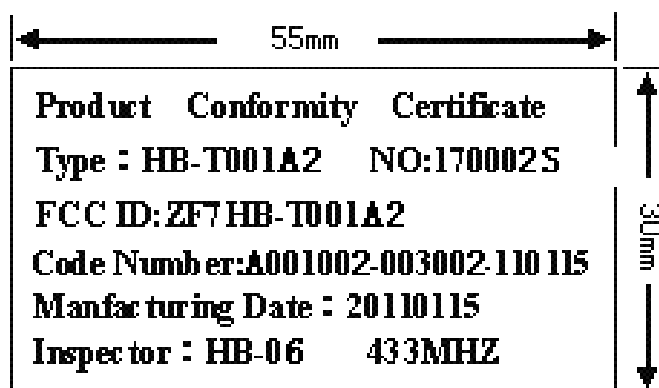 55mm
Product Conformity Certificate
Type：HB-T001A2 NO:170002S
FCC ID:ZF7HB-T001A2
Code Number:A001002-003002-110115
Manfacturing Date：20110115
Inspector：HB-06 433MHZ
30mm